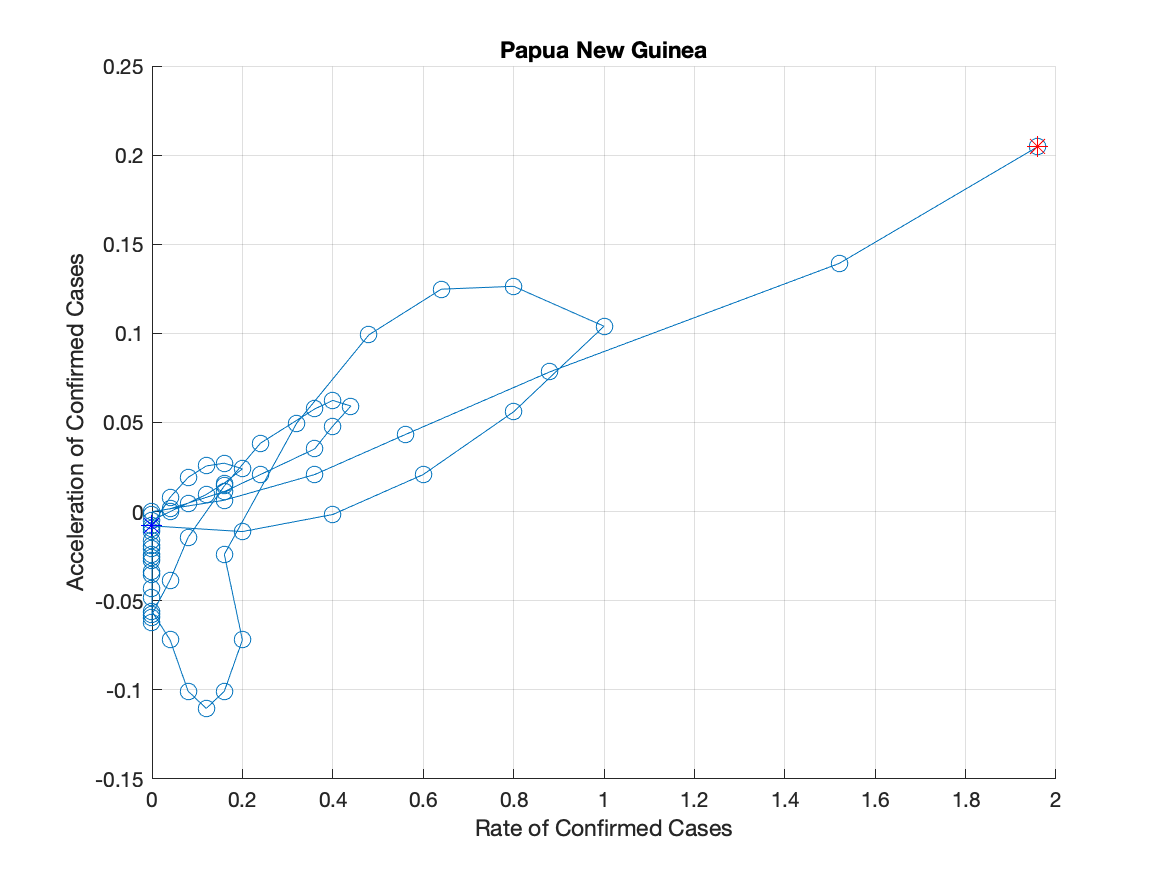 Papua New Guinea
0.25
0.2
0.15
0.1
0.05
0
-0.05
-0.1
-0.15
Acceleration of Confirmed Cases
0 0.2 0.4 0.6 0.8 1 1.2 1.4 1.6 1.8 2
Rate of Confirmed Cases